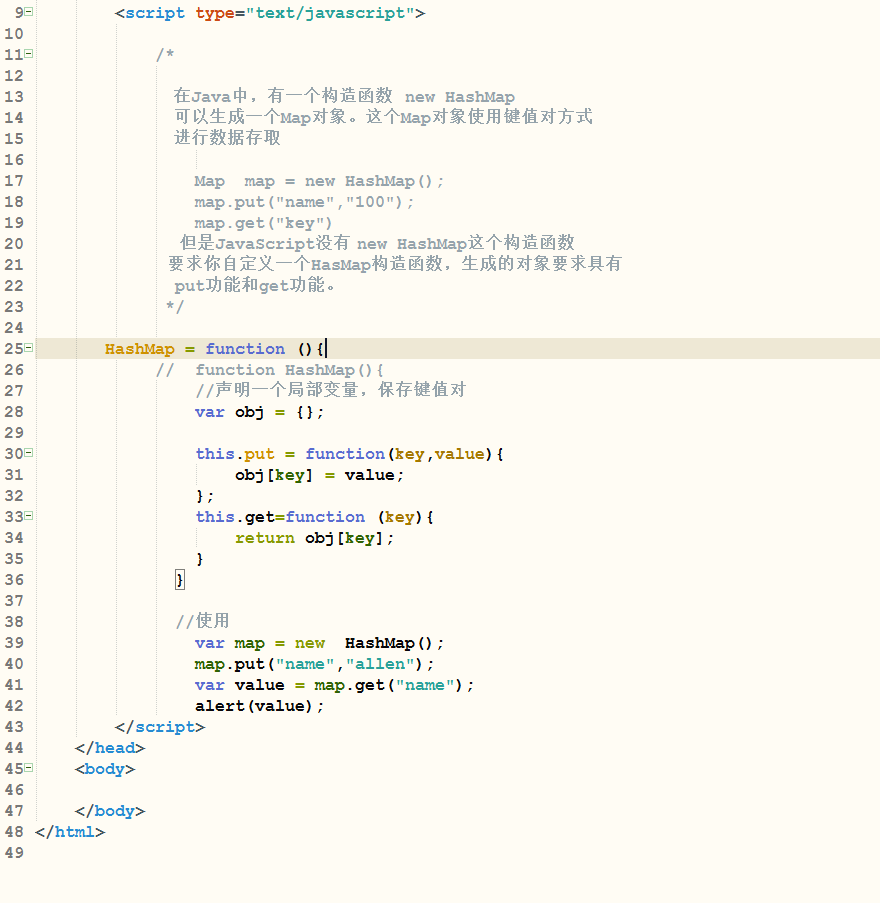 9 <script type="text/javascript">
10
11 /*
12
13 在Java中，有一个构造函数 new HashMap
14 可以生成一个Map对象。这个Map对象使用键值对方式
15 进行数据存取
16
17 Map  map = new HashMap();
18 map.put("name","100");
19 map.get("key")
20 但是JavaScript没有 new HashMap这个构造函数
21 要求你自定义一个HasMap构造函数，生成的对象要求具有
22 put功能和get功能。
23 */
24
25 HashMap = function (){
26 //  function HashMap(){
27 //声明一个局部变量，保存键值对
28 var obj = {};
29
30 this.put = function(key,value){
31 obj[key] = value;
32 };
33 this.get=function (key){
34 return obj[key];
35 }
36 }
37
38 //使用
39 var map = new  HashMap();
40 map.put("name","allen");
41 var value = map.get("name");
42 alert(value);
43 </script>
44 </head>
45 <body>
46
47 </body>
48 </html>
49